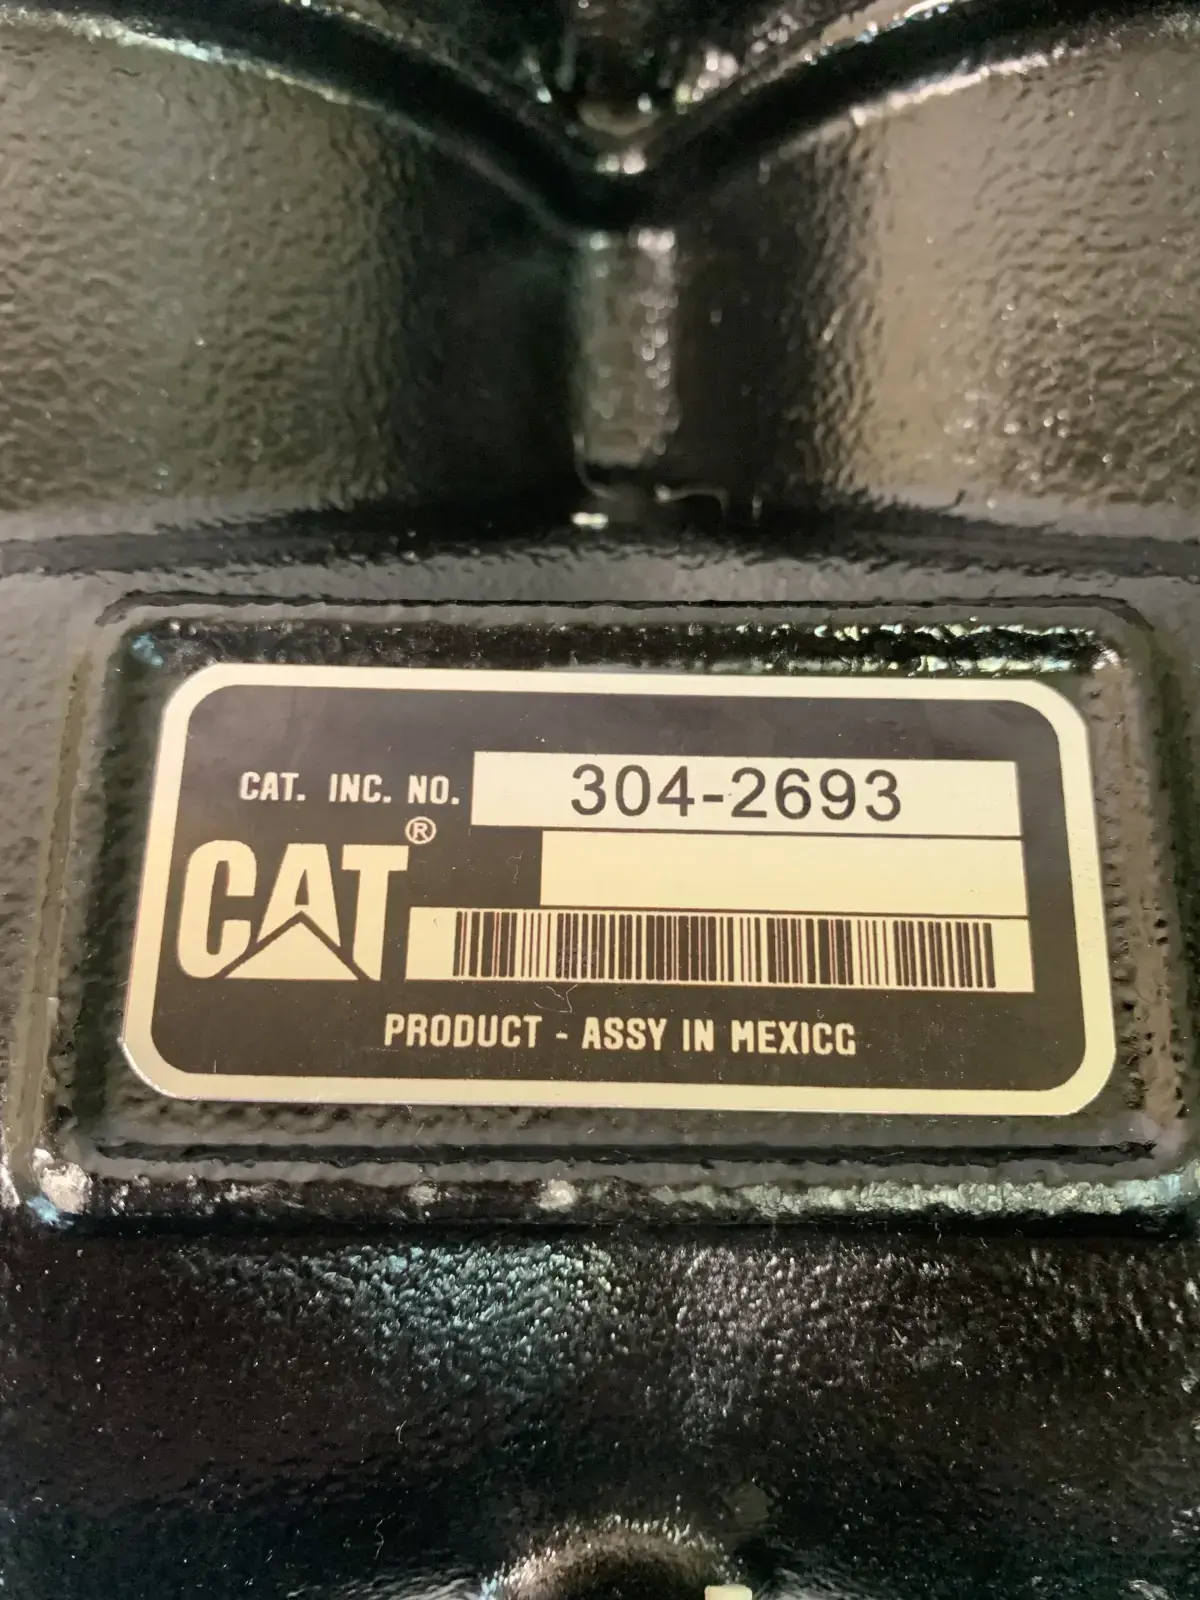 CAT. INC. NO. 304-2693
CAT®
PRODUCT - ASSY IN MEXICG